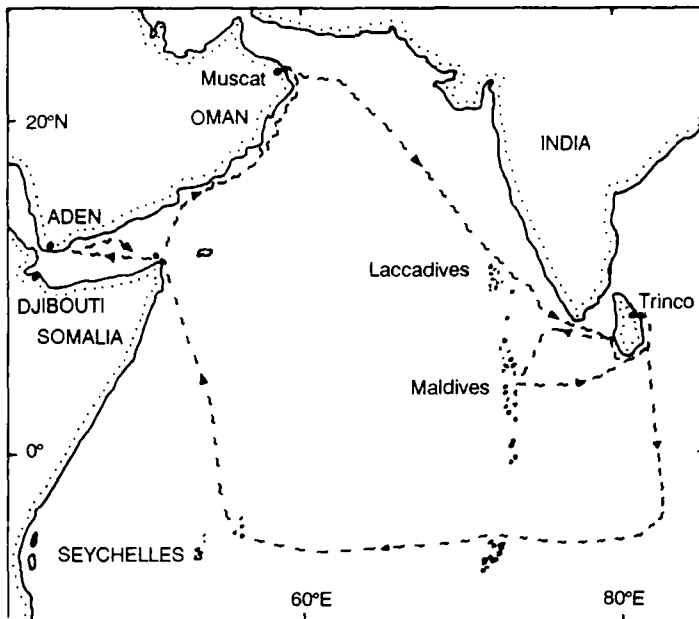 Muscat
OMAN
20°N
INDIA
ADEN
Laccadives
DJIBOUTI
Trinco
SOMALIA
Maldives
0°
SEYCHELLES
60°E
80°E